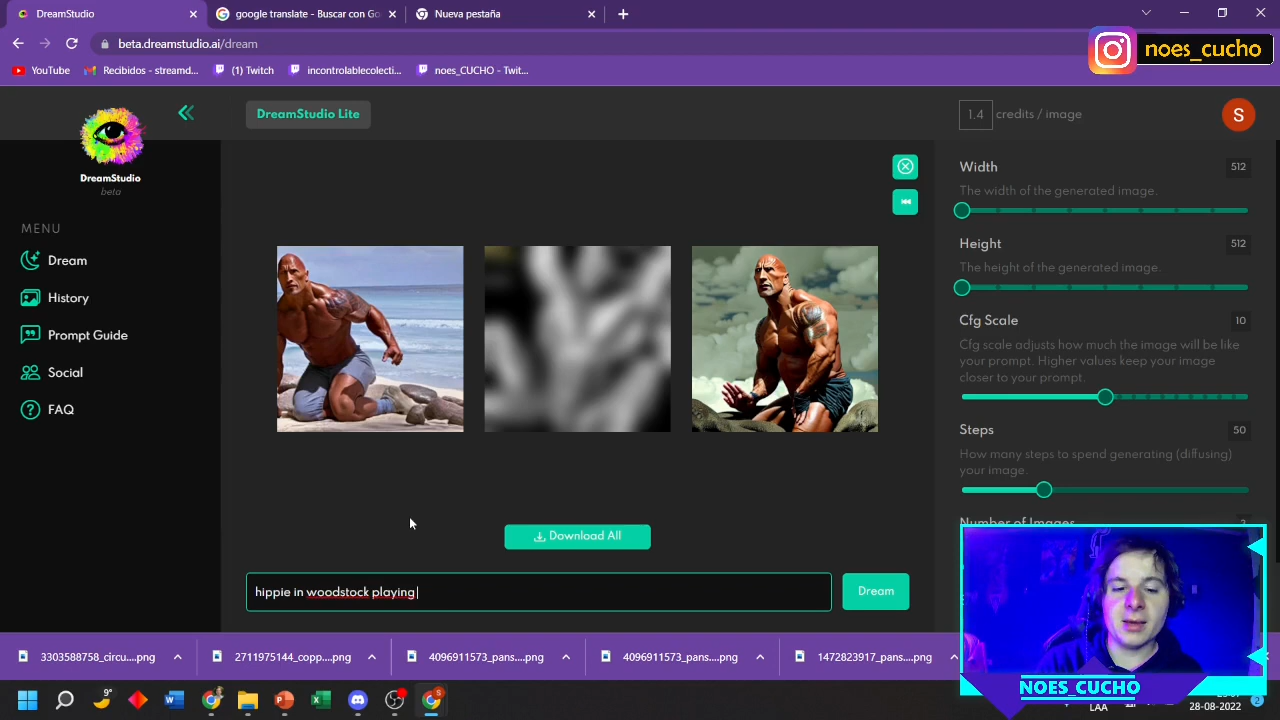 DreamStudio
google translate - Buscar con Go
Nueva pestaña
beta.dreamstudio.ai/dream
noes_cucho
YouTube
Recibidos - streamd...
(1) Twitch
incontrolablecolecti...
noes_CUCHO - Twit...
DreamStudio
beta
DreamStudio Lite
1.4 credits / image
S
MENU
Dream
History
Prompt Guide
Social
FAQ
Width 512
The width of the generated image.
Height 512
The height of the generated image.
Cfg Scale 10
Cfg scale adjusts how much the image will be like
your prompt. Higher values keep your image
closer to your prompt.
Steps 50
How many steps to spend generating (diffusing)
your image.
Number of Images
Download All
hippie in woodstock playing
Dream
3303588758_circu....png
2711975144_copp....png
4096911573_pans....png
4096911573_pans....png
1472823917_pans....png
NOES_CUCHO
9°
LAA
28-08-2022
2